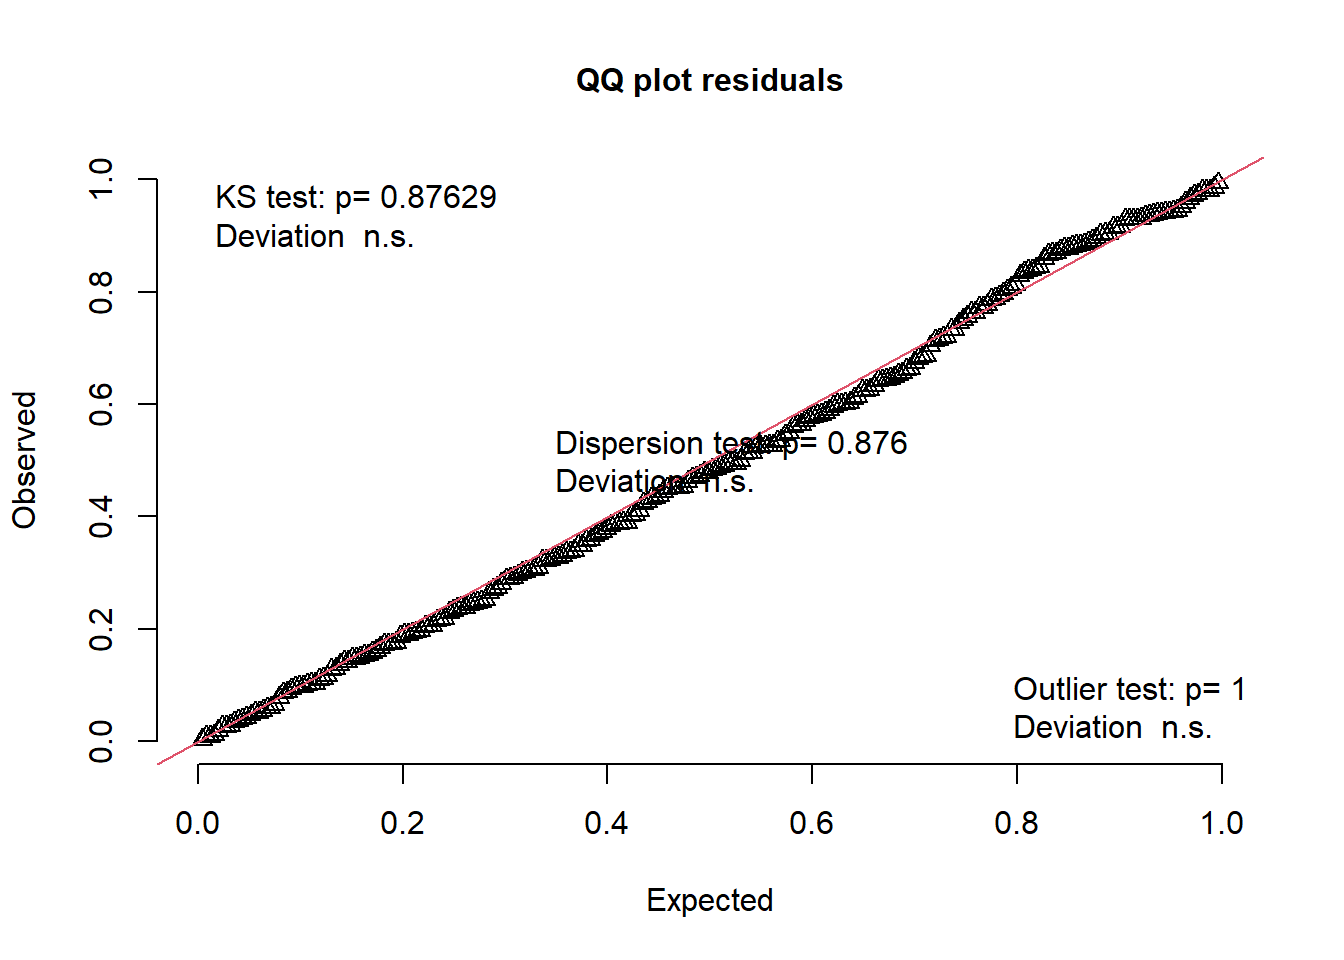 QQ plot residuals
KS test: p= 0.87629
Deviation  n.s.
Dispersion test: p= 0.876
Deviation  n.s.
Outlier test: p= 1
Deviation  n.s.
Observed
1.0
0.8
0.6
0.4
0.2
0.0
0.0 0.2 0.4 0.6 0.8 1.0
Expected